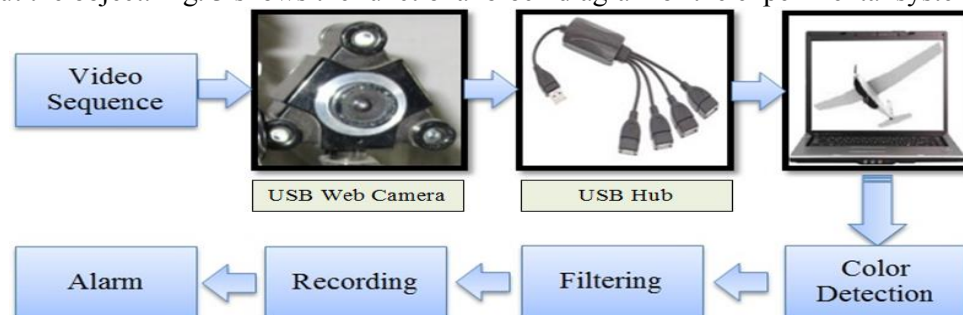 Video
Sequence
USB Web Camera
USB Hub
Alarm
Recording
Filtering
Color
Detection